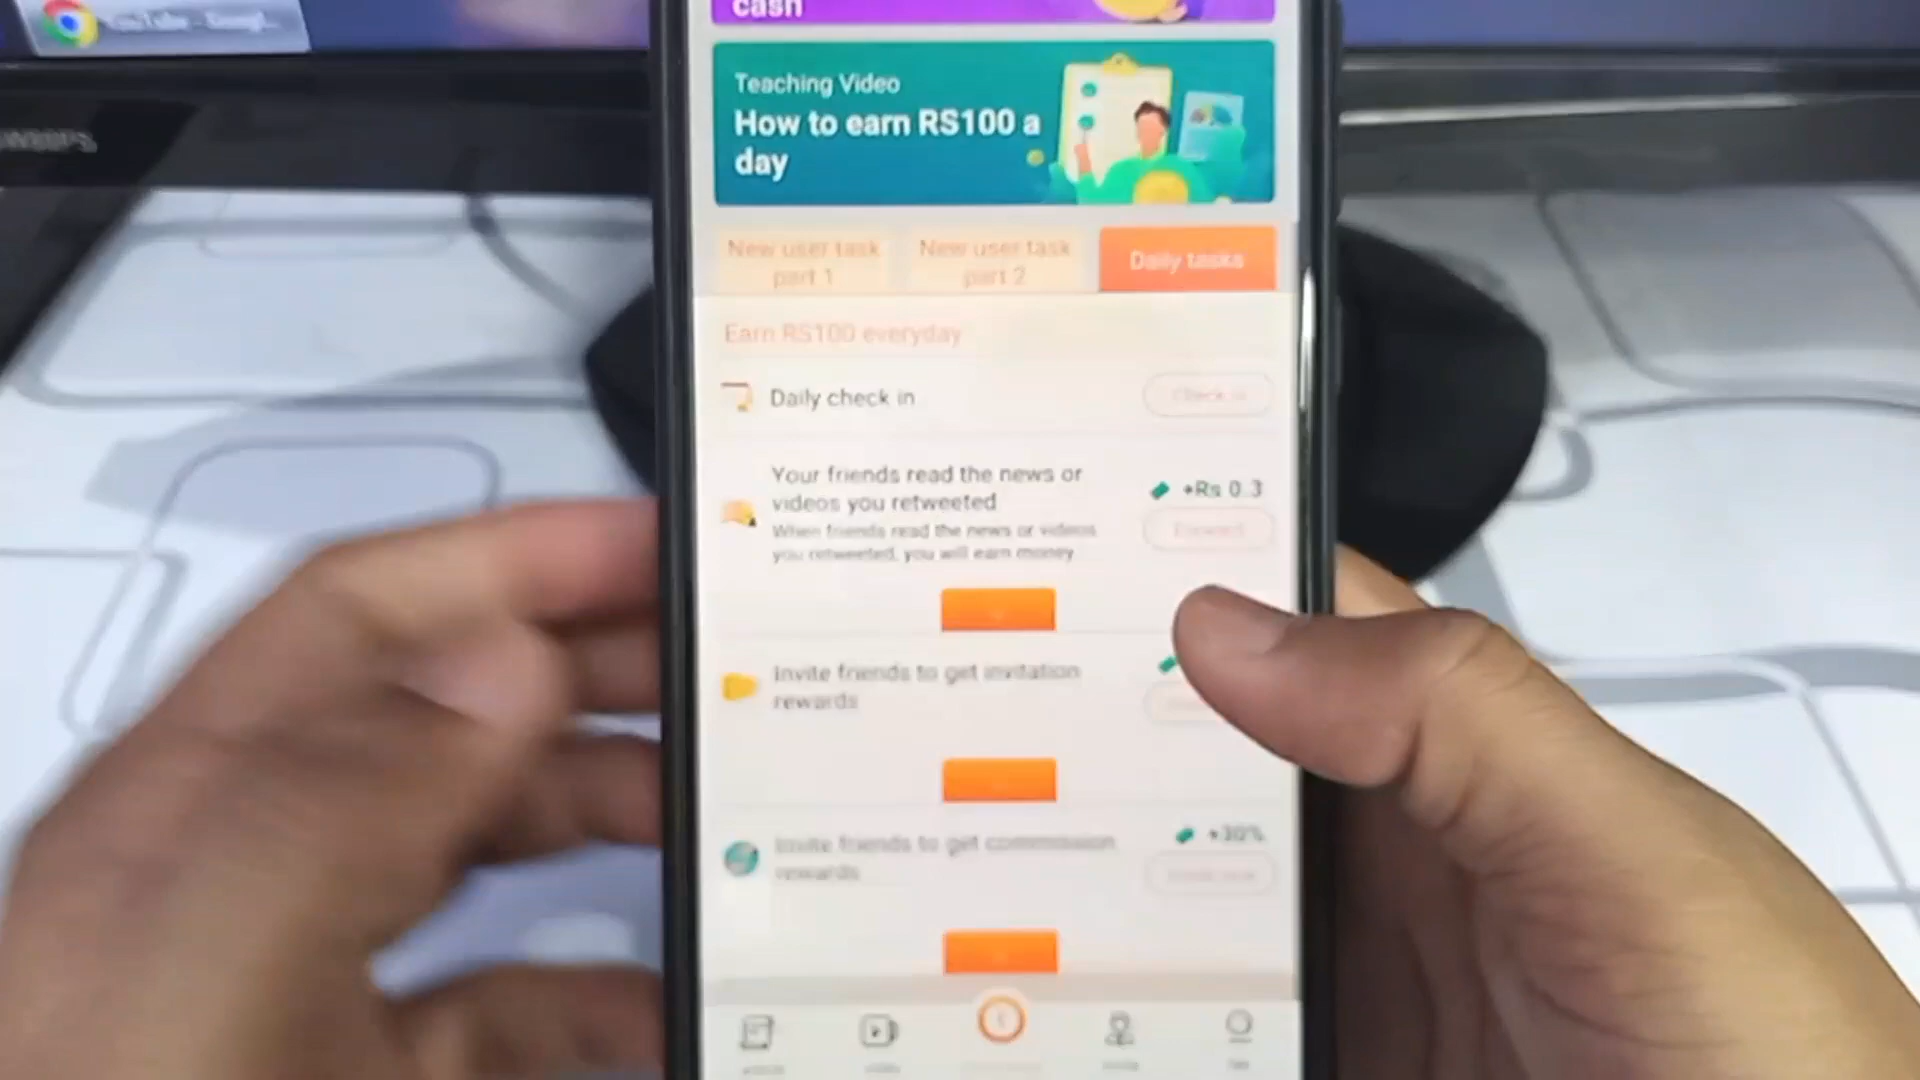 cash
Teaching Video
How to earn RS100 a
day
New user task
part 1
New user task
part 2
Daily tasks
Earn RS100 everyday
Daily check in
Check in
Your friends read the news or
videos you retweeted
+Rs 0.3
When friends read the news or videos
you retweeted, you will earn money
Forward
Invite friends to get invitation
rewards
Invite friends to get commission
rewards
+30%